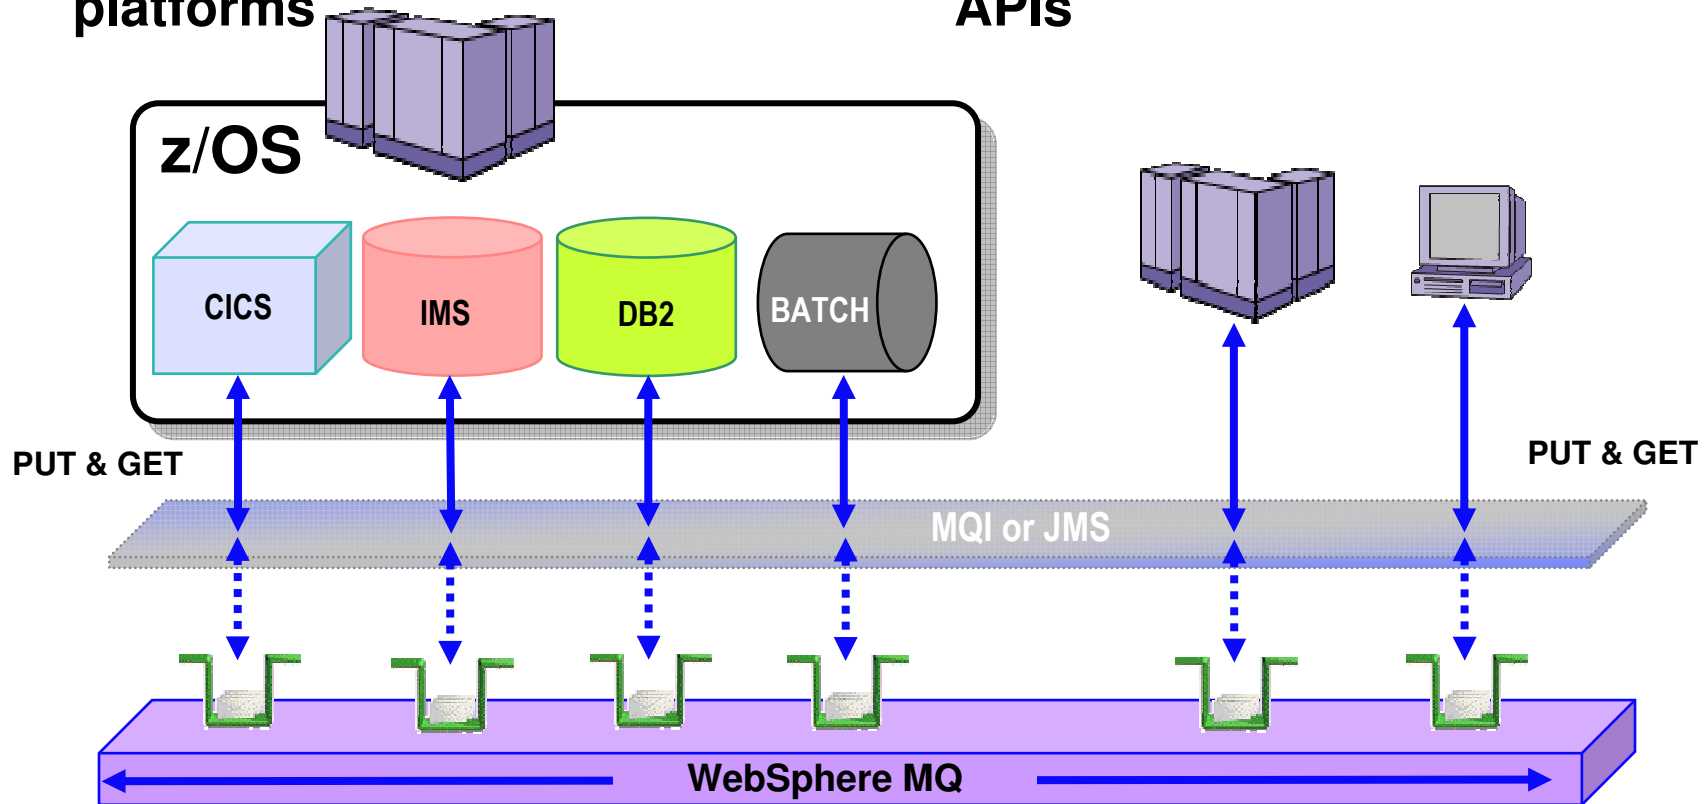 platforms
APIs
z/OS
CICS
IMS
DB2
BATCH
PUT & GET
PUT & GET
MQI or JMS
WebSphere MQ